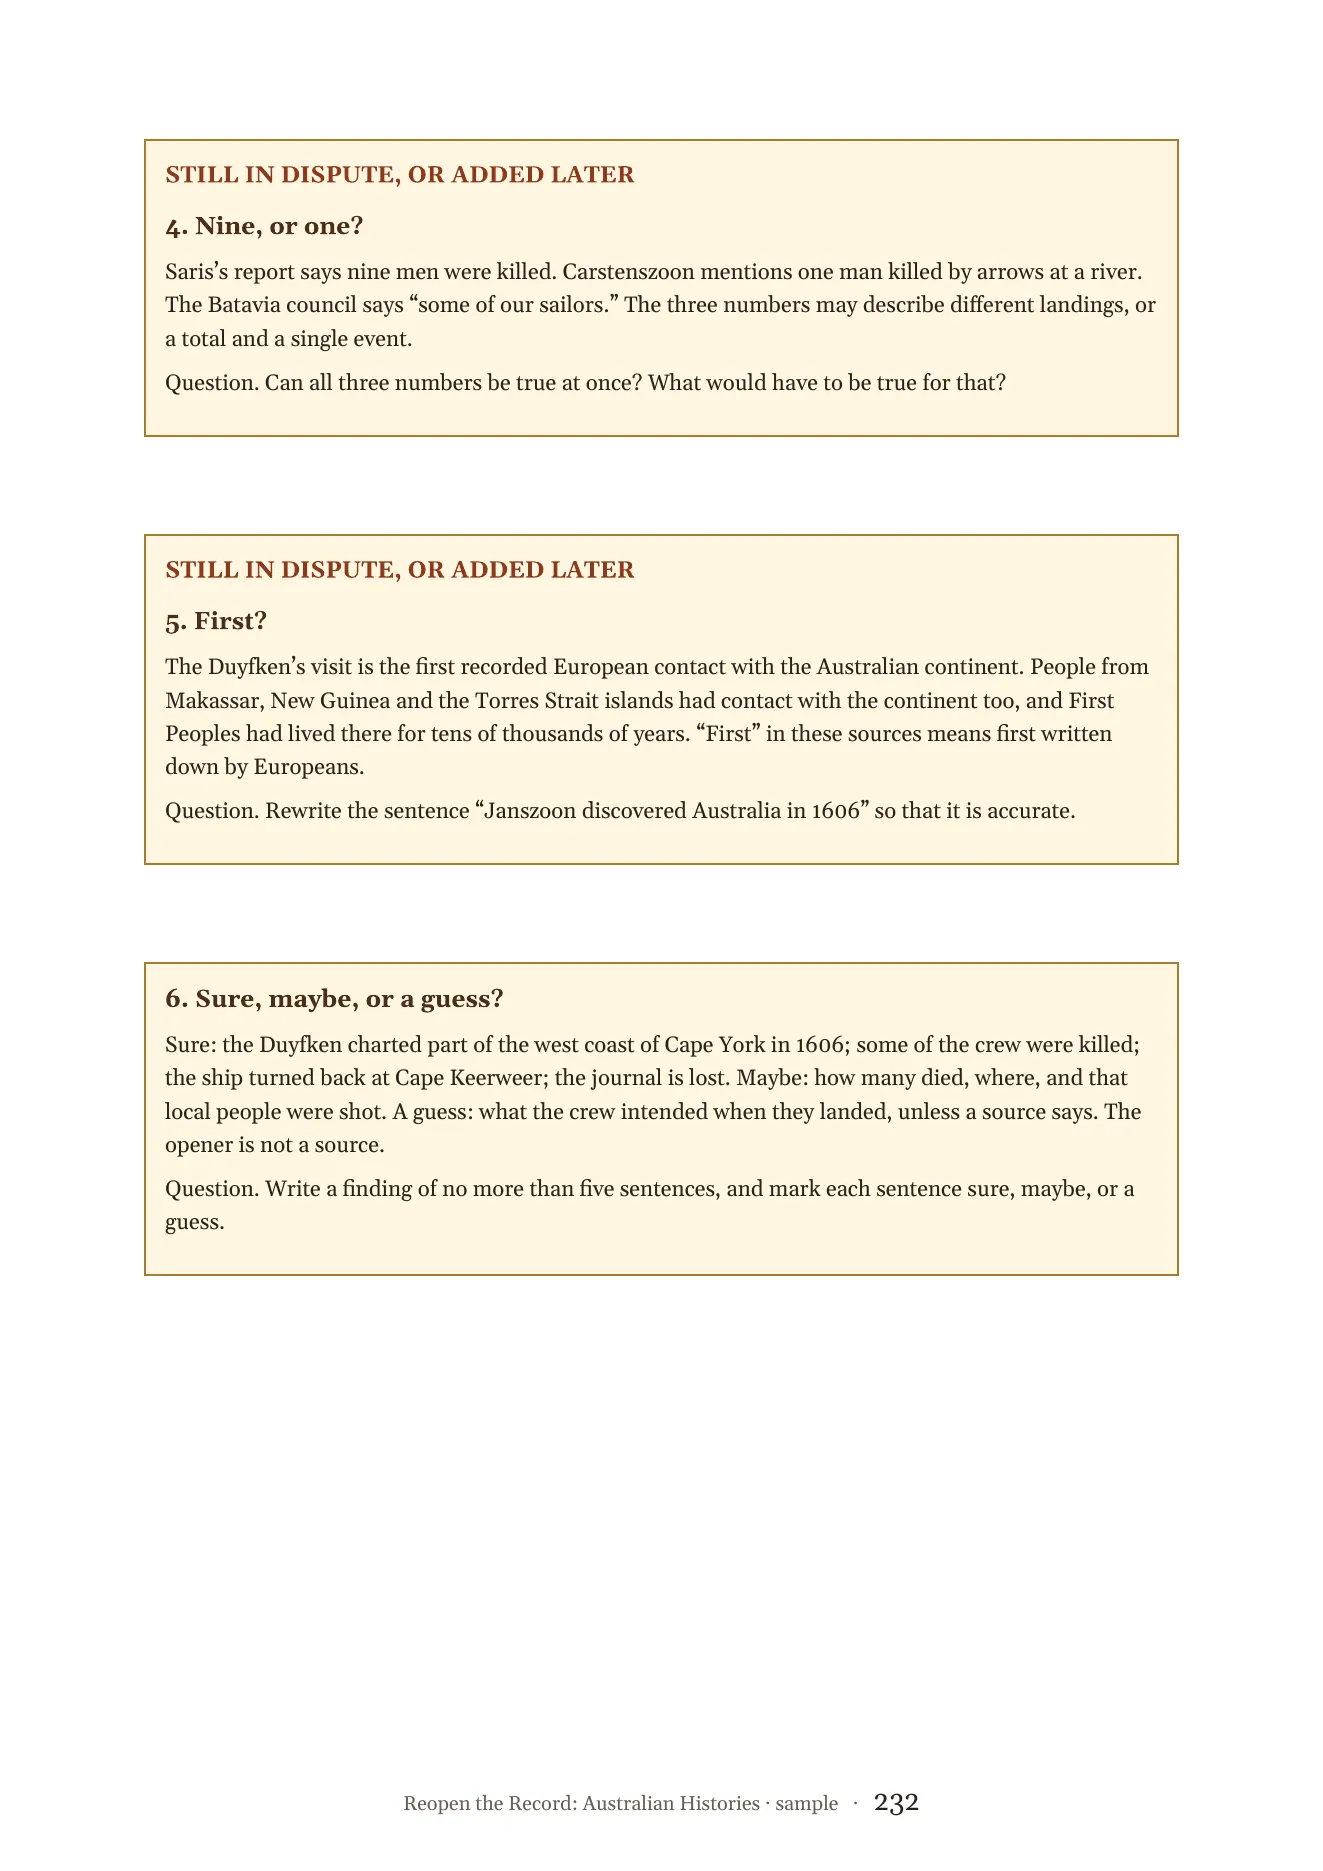 STILL IN DISPUTE, OR ADDED LATER
4. Nine, or one?
Saris’s report says nine men were killed. Carstenszoon mentions one man killed by arrows at a river.
The Batavia council says “some of our sailors.” The three numbers may describe different landings, or
a total and a single event.
Question. Can all three numbers be true at once? What would have to be true for that?
STILL IN DISPUTE, OR ADDED LATER
5. First?
The Duyfken’s visit is the first recorded European contact with the Australian continent. People from
Makassar, New Guinea and the Torres Strait islands had contact with the continent too, and First
Peoples had lived there for tens of thousands of years. “First” in these sources means first written
down by Europeans.
Question. Rewrite the sentence “Janszoon discovered Australia in 1606” so that it is accurate.
6. Sure, maybe, or a guess?
Sure: the Duyfken charted part of the west coast of Cape York in 1606; some of the crew were killed;
the ship turned back at Cape Keerweer; the journal is lost. Maybe: how many died, where, and that
local people were shot. A guess: what the crew intended when they landed, unless a source says. The
opener is not a source.
Question. Write a finding of no more than five sentences, and mark each sentence sure, maybe, or a
guess.
Reopen the Record: Australian Histories · sample · 232